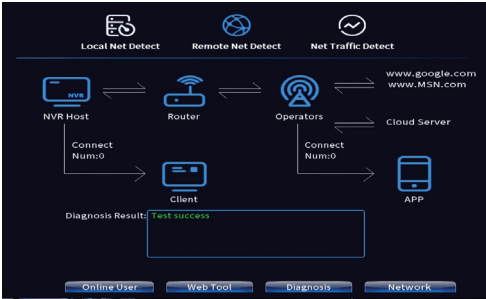 Local Net Detect
Remote Net Detect
Net Traffic Detect
www.google.com
www.MSN.com
NVR
NVR Host
Router
Operators
Cloud Server
Connect
Num:0
Connect
Num:0
Client
APP
Diagnosis Result: Test success
Online User
Web Tool
Diagnosis
Network